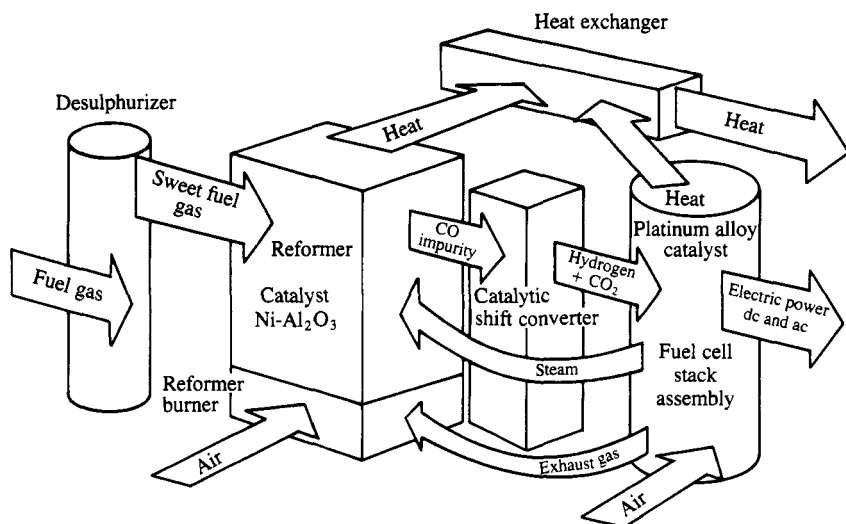 Heat exchanger
Desulphurizer
Heat
Heat
Sweet fuel
gas
Heat
Platinum alloy
catalyst
CO
impurity
Reformer
Hydrogen
+ CO₂
Fuel gas
Catalyst
Ni-Al₂O₃
Catalytic
shift converter
Electric power
dc and ac
Steam
Fuel cell
stack
assembly
Reformer
burner
Air
Exhaust gas
Air